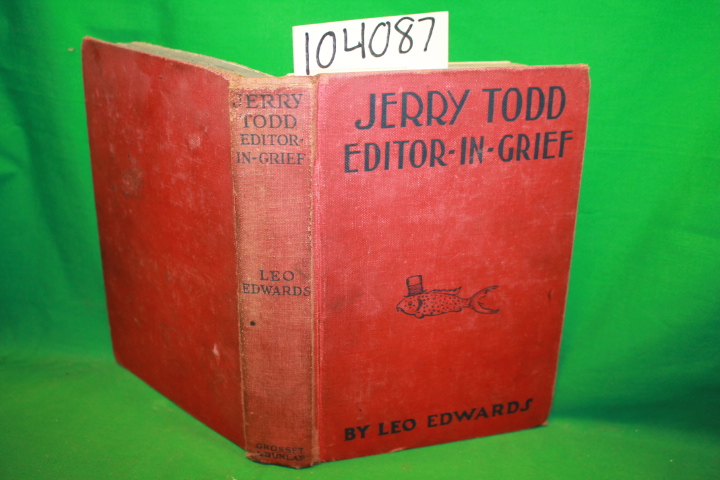 104087
JERRY
TODD
EDITOR-
IN-GRIEF
LEO
EDWARDS
GROSSET
& DUNLAP
JERRY TODD
EDITOR-IN-GRIEF
BY LEO EDWARDS